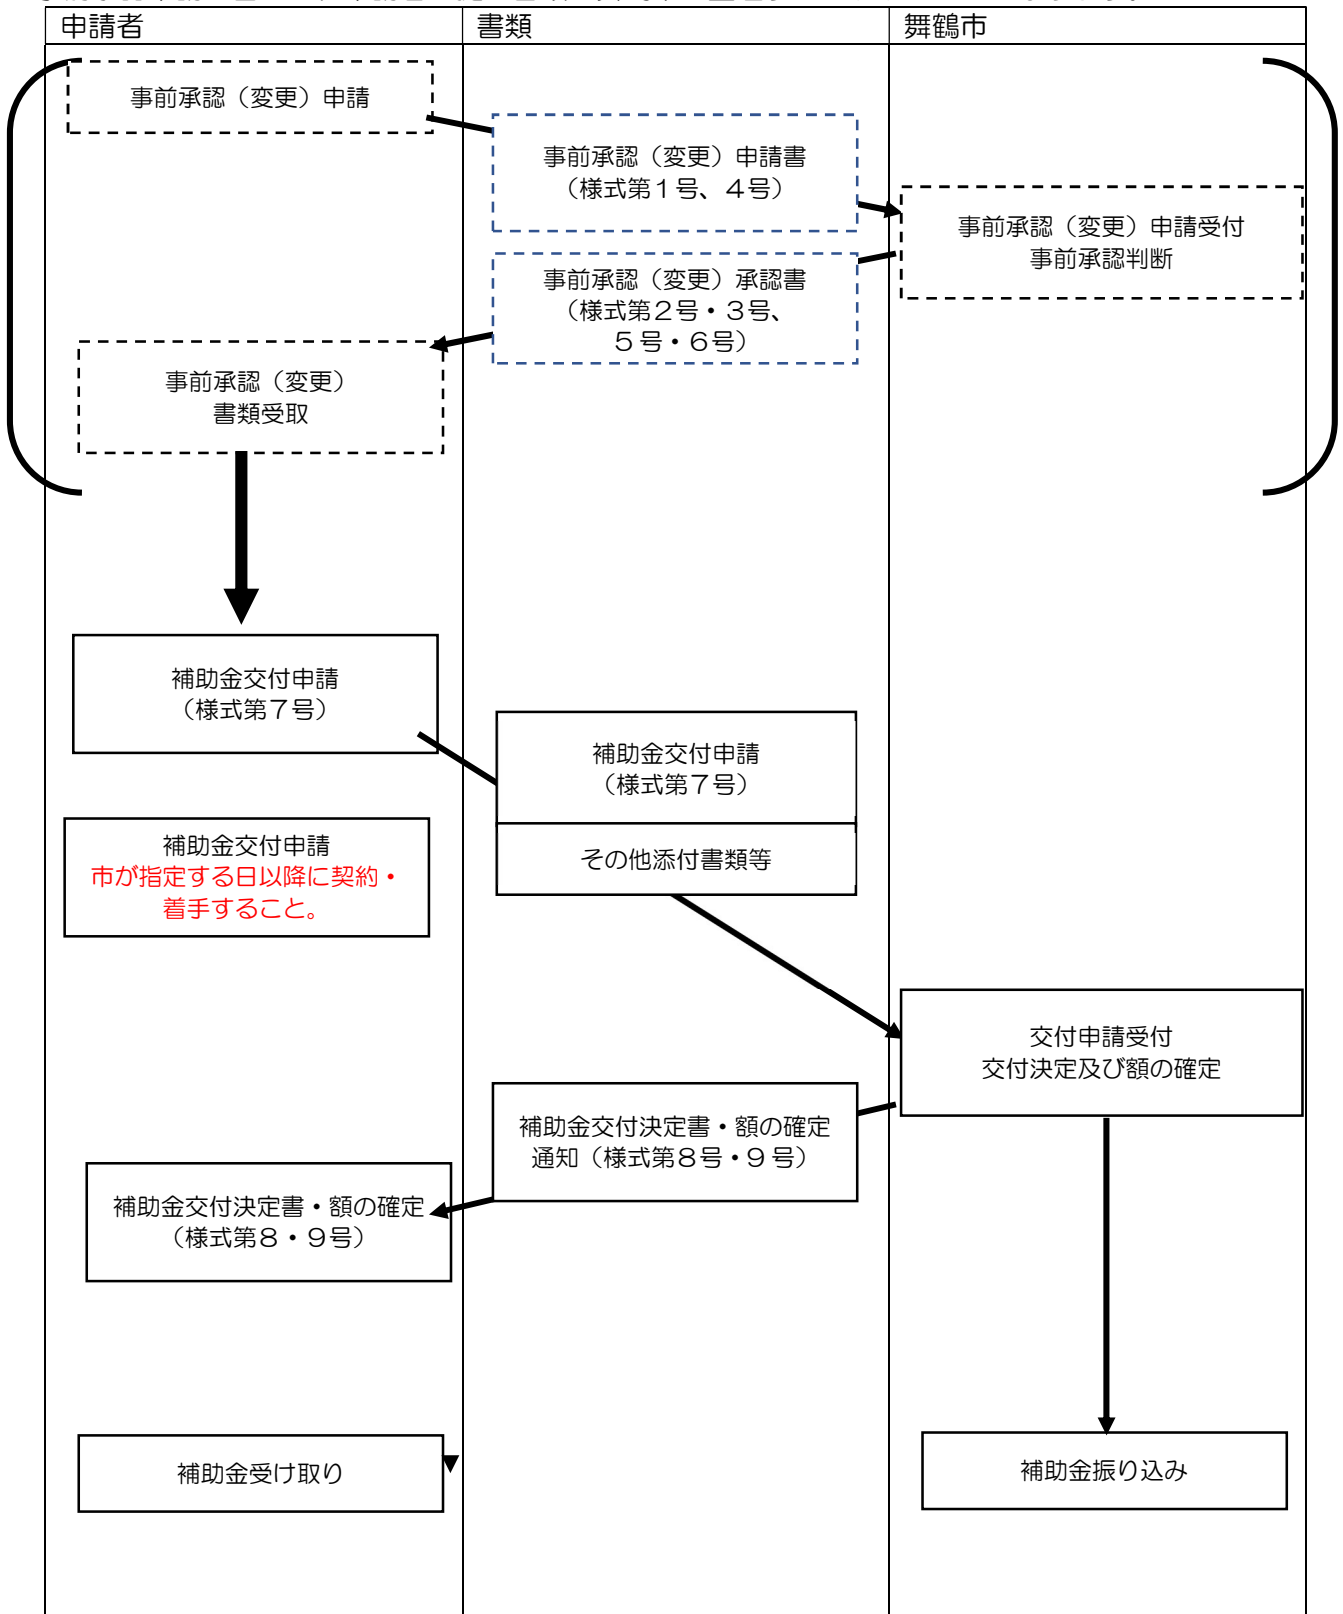 申請者
書類
舞鶴市
事前承認（変更）申請
事前承認（変更）申請書
（様式第１号、４号）
事前承認（変更）申請受付
事前承認判断
事前承認（変更）承認書
（様式第２号・３号、
５号・６号）
事前承認（変更）
書類受取
補助金交付申請
（様式第７号）
補助金交付申請
（様式第７号）
その他添付書類等
補助金交付申請
市が指定する日以降に契約・
着手すること。
交付申請受付
交付決定及び額の確定
補助金交付決定書・額の確定
通知（様式第８号・９号）
補助金交付決定書・額の確定
（様式第８・９号）
補助金受け取り
補助金振り込み